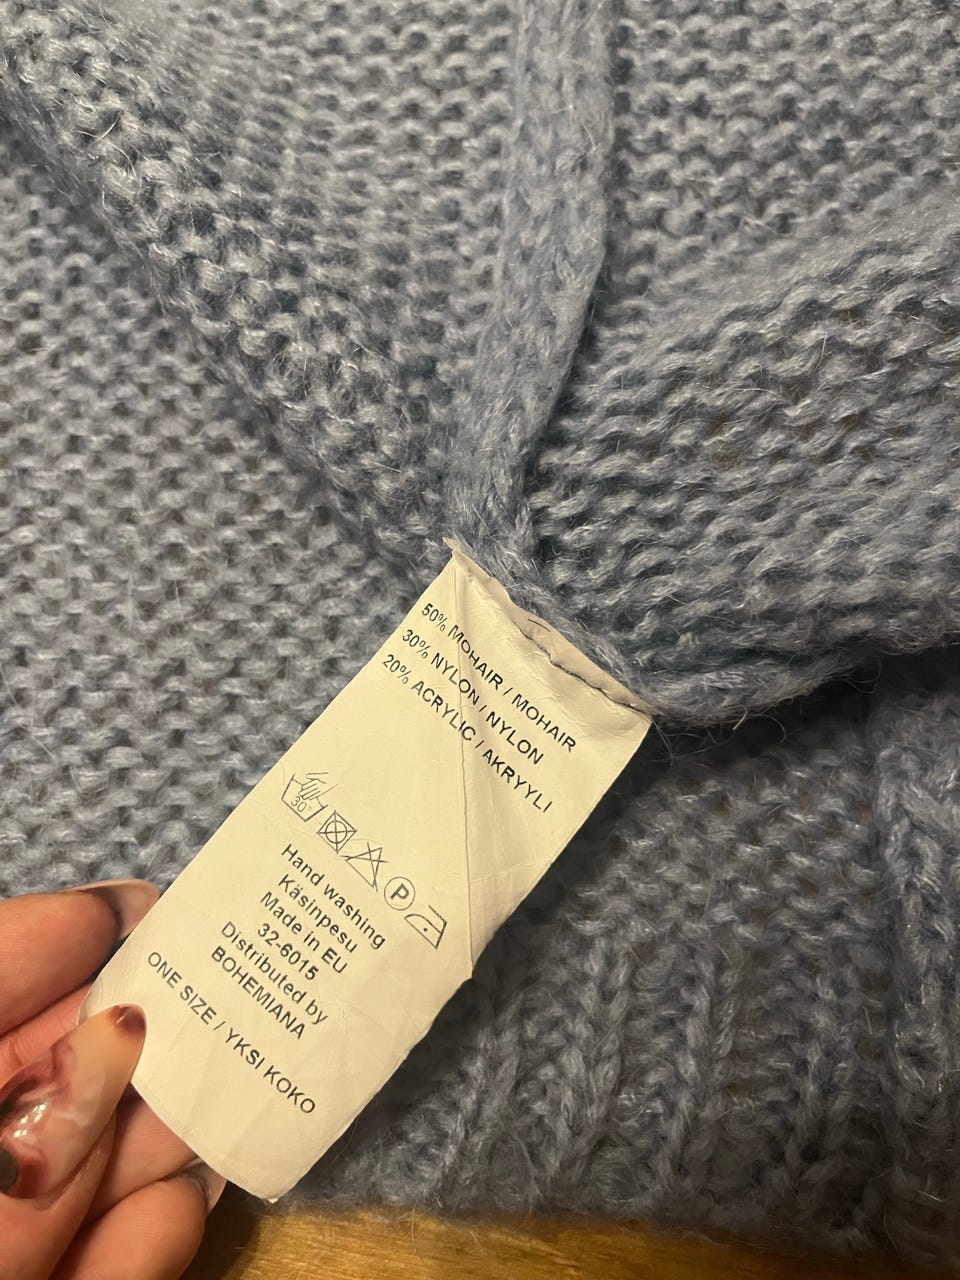 50% MOHAIR / MOHAIR
30% NYLON / NYLON
20% ACRYLIC / AKRYYLI
30°
P
Hand washing
Käsinpesu
Made in EU
32-6015
Distributed by
BOHEMIANA
ONE SIZE / YKSI KOKO